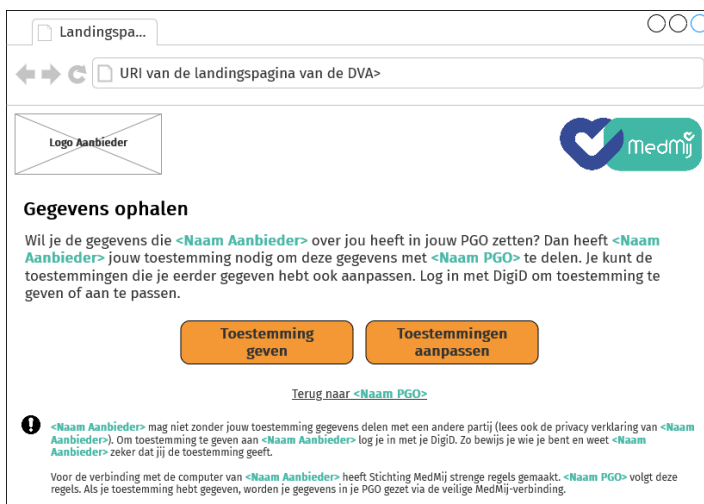 Landingspa...
URI van de landingspagina van de DVA>
Logo Aanbieder
MedMij
Gegevens ophalen
Wil je de gegevens die <Naam Aanbieder> over jou heeft in jouw PGO zetten? Dan heeft <Naam
Aanbieder> jouw toestemming nodig om deze gegevens met <Naam PGO> te delen. Je kunt de
toestemmingen die je eerder gegeven hebt ook aanpassen. Log in met DigiD om toestemming te
geven of aan te passen.
Toestemming
geven
Toestemmingen
aanpassen
Terug naar <Naam PGO>
<Naam Aanbieder> mag niet zonder jouw toestemming gegevens delen met een andere partij (lees ook de privacy verklaring van <Naam
Aanbieder>). Om toestemming te geven aan <Naam Aanbieder> log je in met je DigiD. Zo bewijs je wie je bent en weet <Naam
Aanbieder> zeker dat jij de toestemming geeft.
Voor de verbinding met de computer van <Naam Aanbieder> heeft Stichting MedMij strenge regels gemaakt. <Naam PGO> volgt deze
regels. Als je toestemming hebt gegeven, worden je gegevens in je PGO gezet via de veilige MedMij-verbinding.